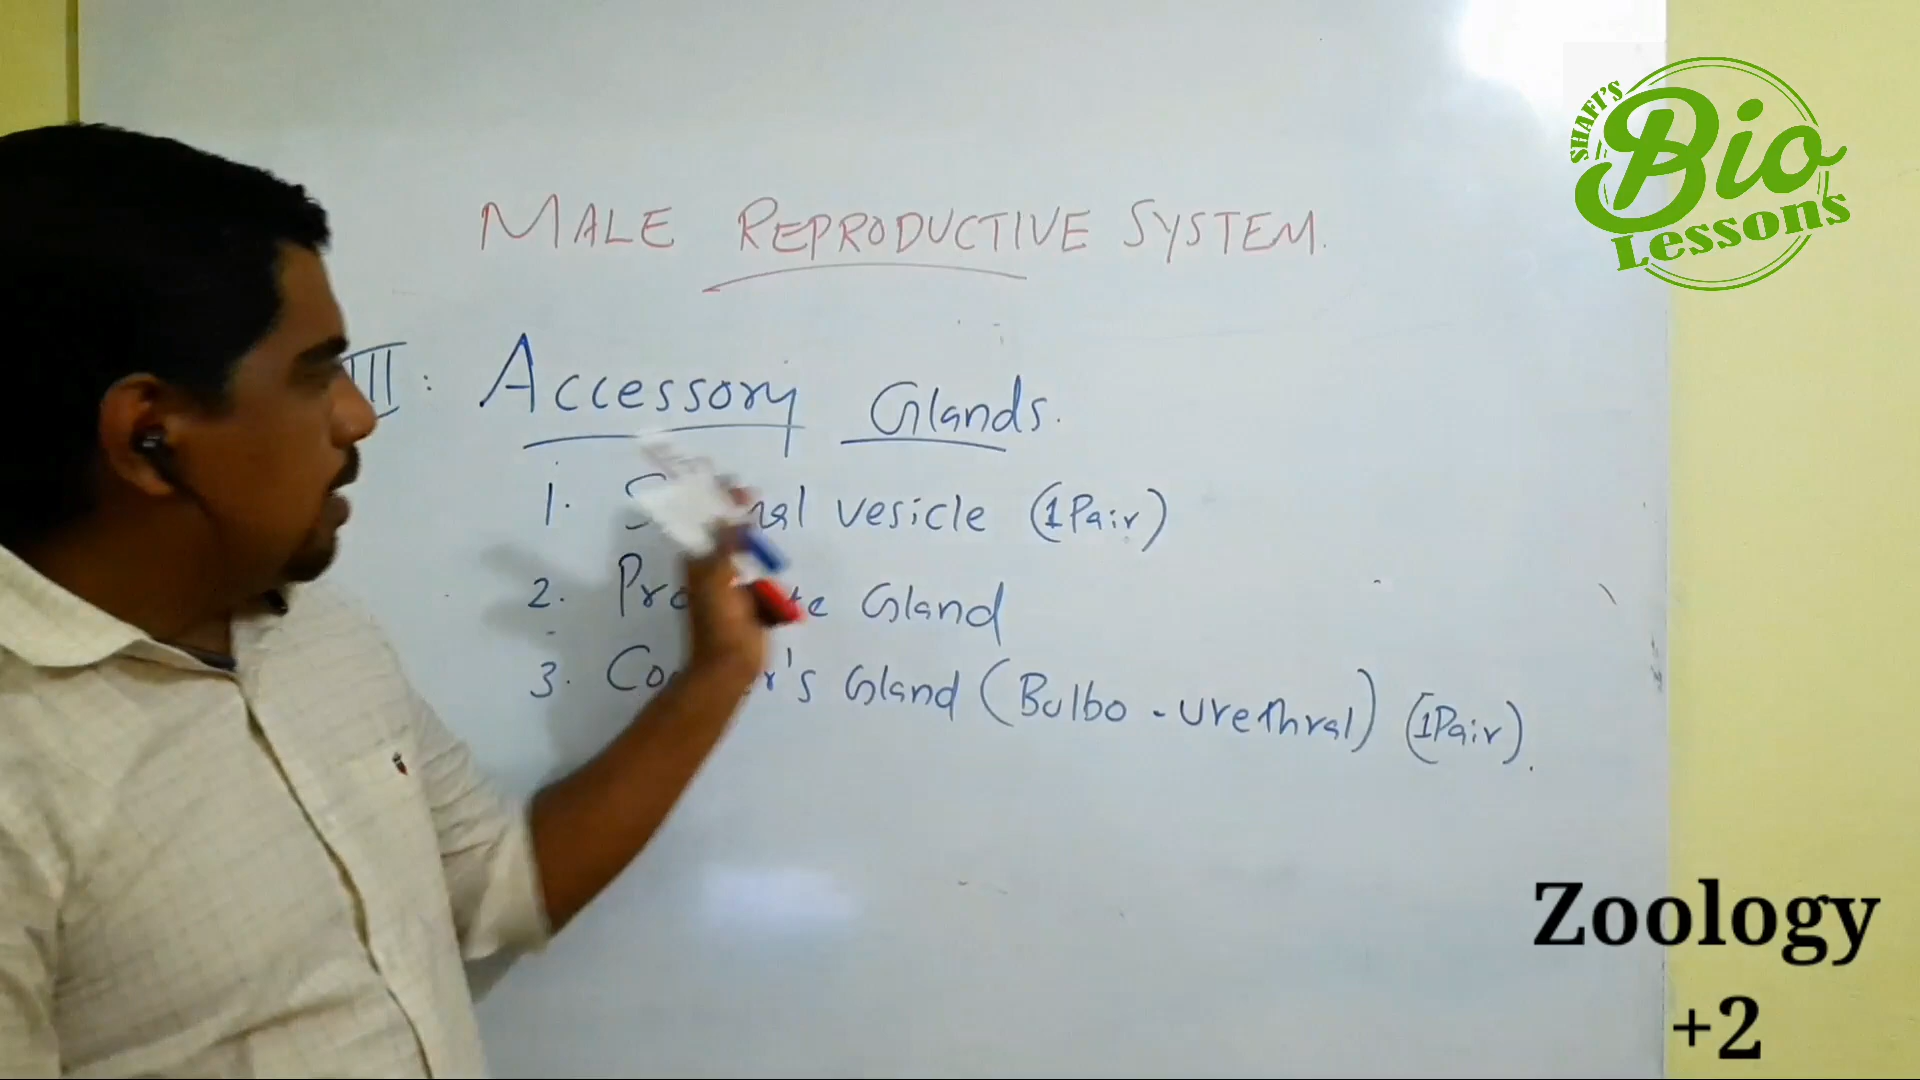 MALE REPRODUCTIVE SYSTEM.
III : Accessory Glands.
1. vesicle (1 Pair)
2. Gland
3. Gland (Bulbo - urethral) (1 Pair).
SHAFI'S
Bio
Lessons
Zoology
+2